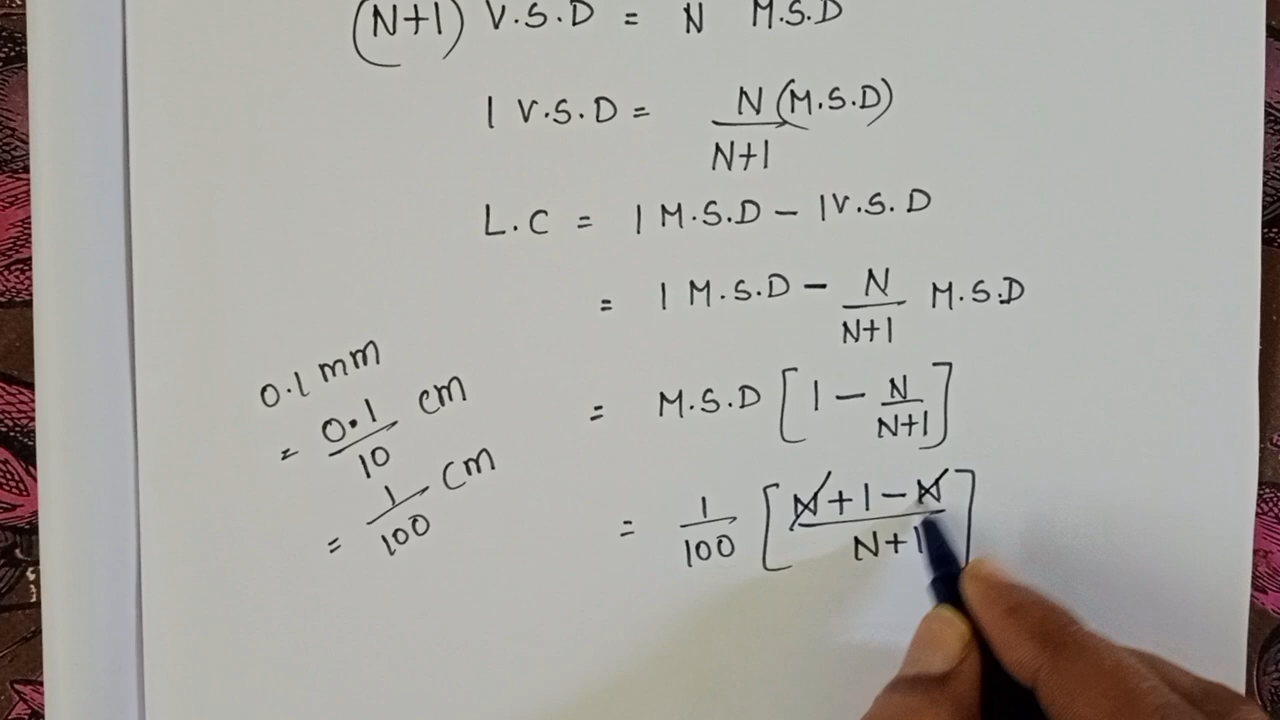 (N+1) V.S.D = N M.S.D
1 V.S.D = N (M.S.D)
N+1
L.C = 1 M.S.D - 1 V.S.D
= 1 M.S.D - N/N+1 M.S.D
= M.S.D [1 - N/N+1]
= 1/100 [N+1-N/N+1]
0.1 mm
= 0.1/10 cm
= 1/100 cm